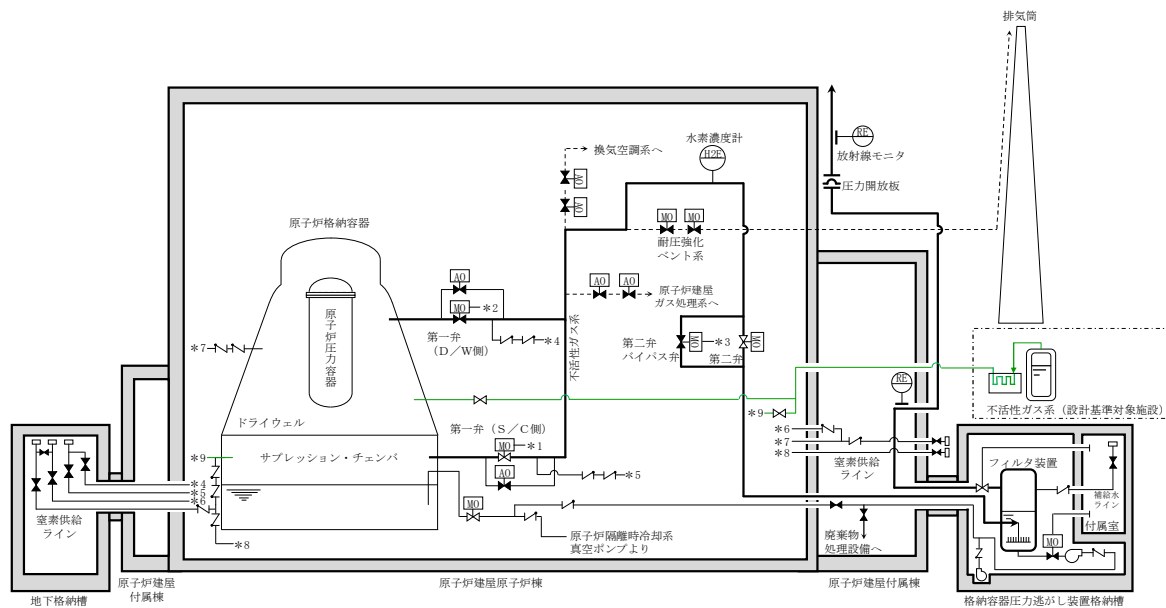 排気筒
水素濃度計
H2E
RE
放射線モニタ
換気空調系へ
AO
AO
圧力開放板
原子炉格納容器
MO
MO
耐圧強化
ベント系
AO
AO
AO
原子炉建屋
ガス処理系へ
MO
*2
*4
第一弁
(D/W側)
不活性ガス系
原子炉圧力容器
*7
第二弁
バイパス弁
MO
*3
第二弁
MO
RE
不活性ガス系(設計基準対象施設)
*9
ドライウェル
第一弁(S/C側)
MO
*1
*6
*7
*8
*9
サプレッション・チェンバ
AO
*5
窒素供給
ライン
フィルタ装置
*4
*5
*6
補給水
ライン
窒素供給
ライン
MO
付属室
*8
原子炉隔離時冷却系
真空ポンプより
廃棄物
処理設備へ
MO
原子炉建屋
付属棟
原子炉建屋原子炉棟
原子炉建屋付属棟
地下格納槽
格納容器圧力逃がし装置格納槽